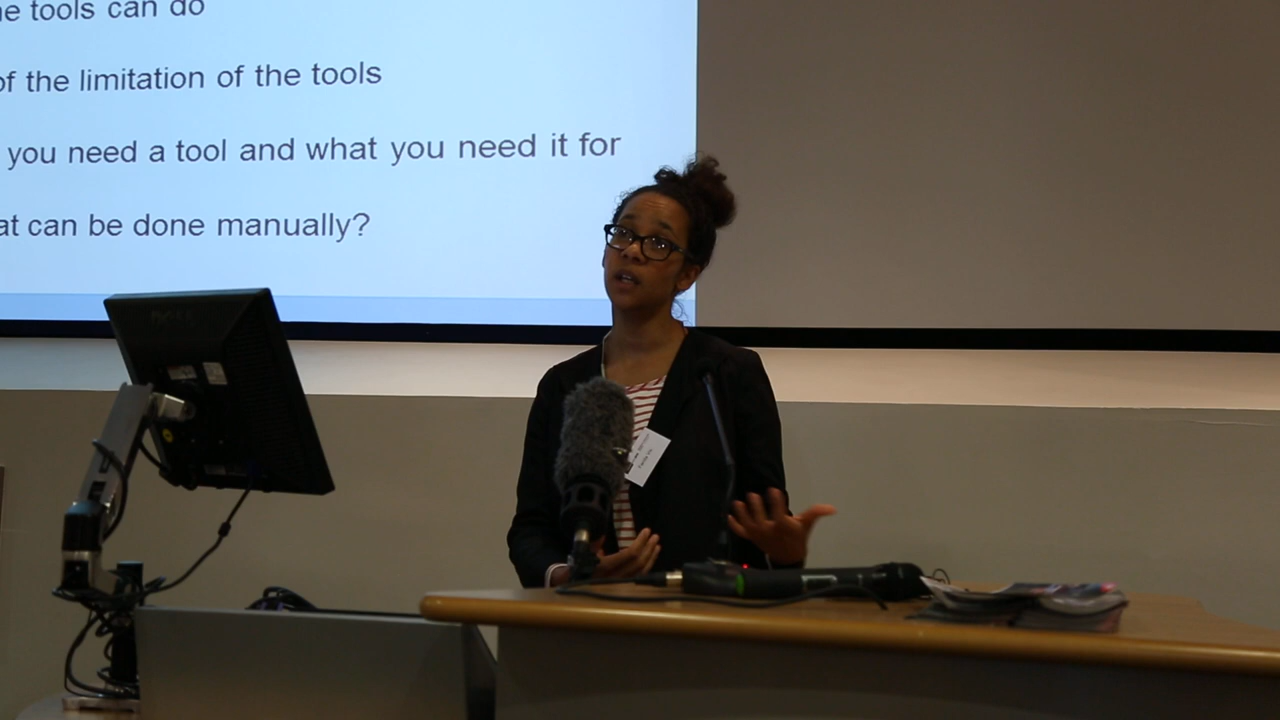 e tools can do
of the limitation of the tools
you need a tool and what you need it for
at can be done manually?
DELL